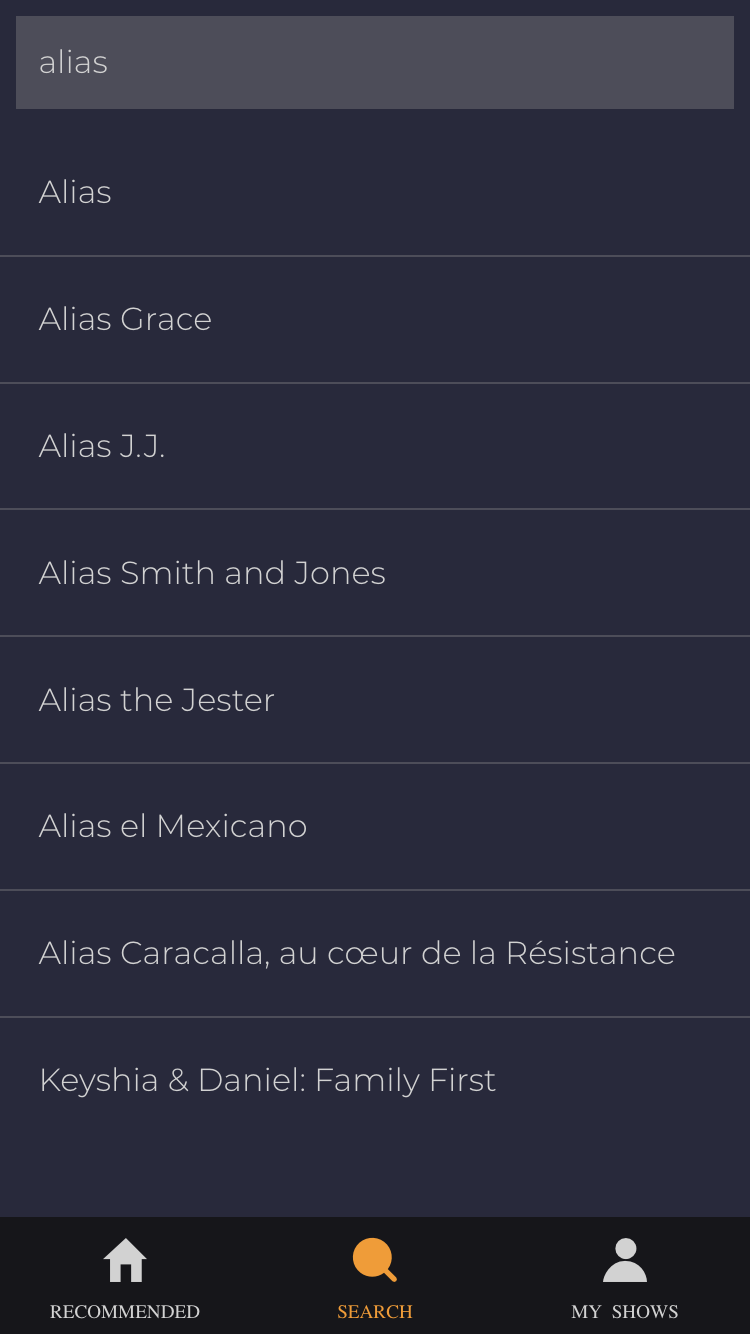 alias
Alias
Alias Grace
Alias J.J.
Alias Smith and Jones
Alias the Jester
Alias el Mexicano
Alias Caracalla, au cœur de la Résistance
Keyshia & Daniel: Family First
RECOMMENDED SEARCH MY SHOWS